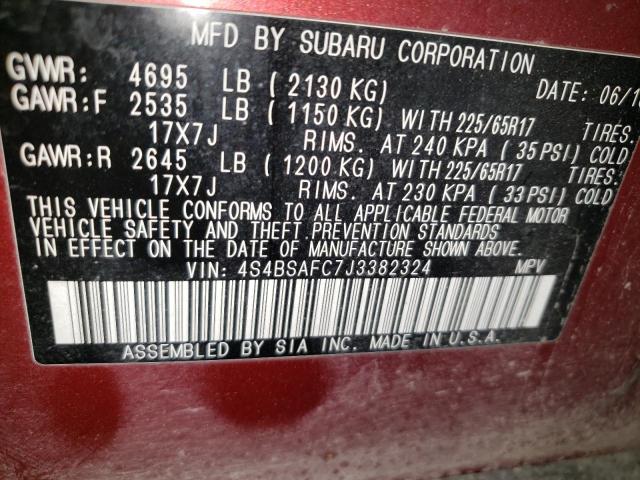 MFD BY SUBARU CORPORATION
GVWR: 4695 LB ( 2130 KG) DATE: 06/1
GAWR:F 2535 LB ( 1150 KG) WITH 225/65R17 TIRES:
17X7J RIMS. AT 240 KPA ( 35 PSI) COLD
GAWR:R 2645 LB ( 1200 KG) WITH 225/65R17 TIRES:
17X7J RIMS. AT 230 KPA ( 33 PSI) COLD
THIS VEHICLE CONFORMS TO ALL APPLICABLE FEDERAL MOTOR
VEHICLE SAFETY AND THEFT PREVENTION STANDARDS
IN EFFECT ON THE DATE OF MANUFACTURE SHOWN ABOVE.
VIN: 4S4BSAFC7J3382324 MPV
ASSEMBLED BY SIA INC. MADE IN U.S.A.